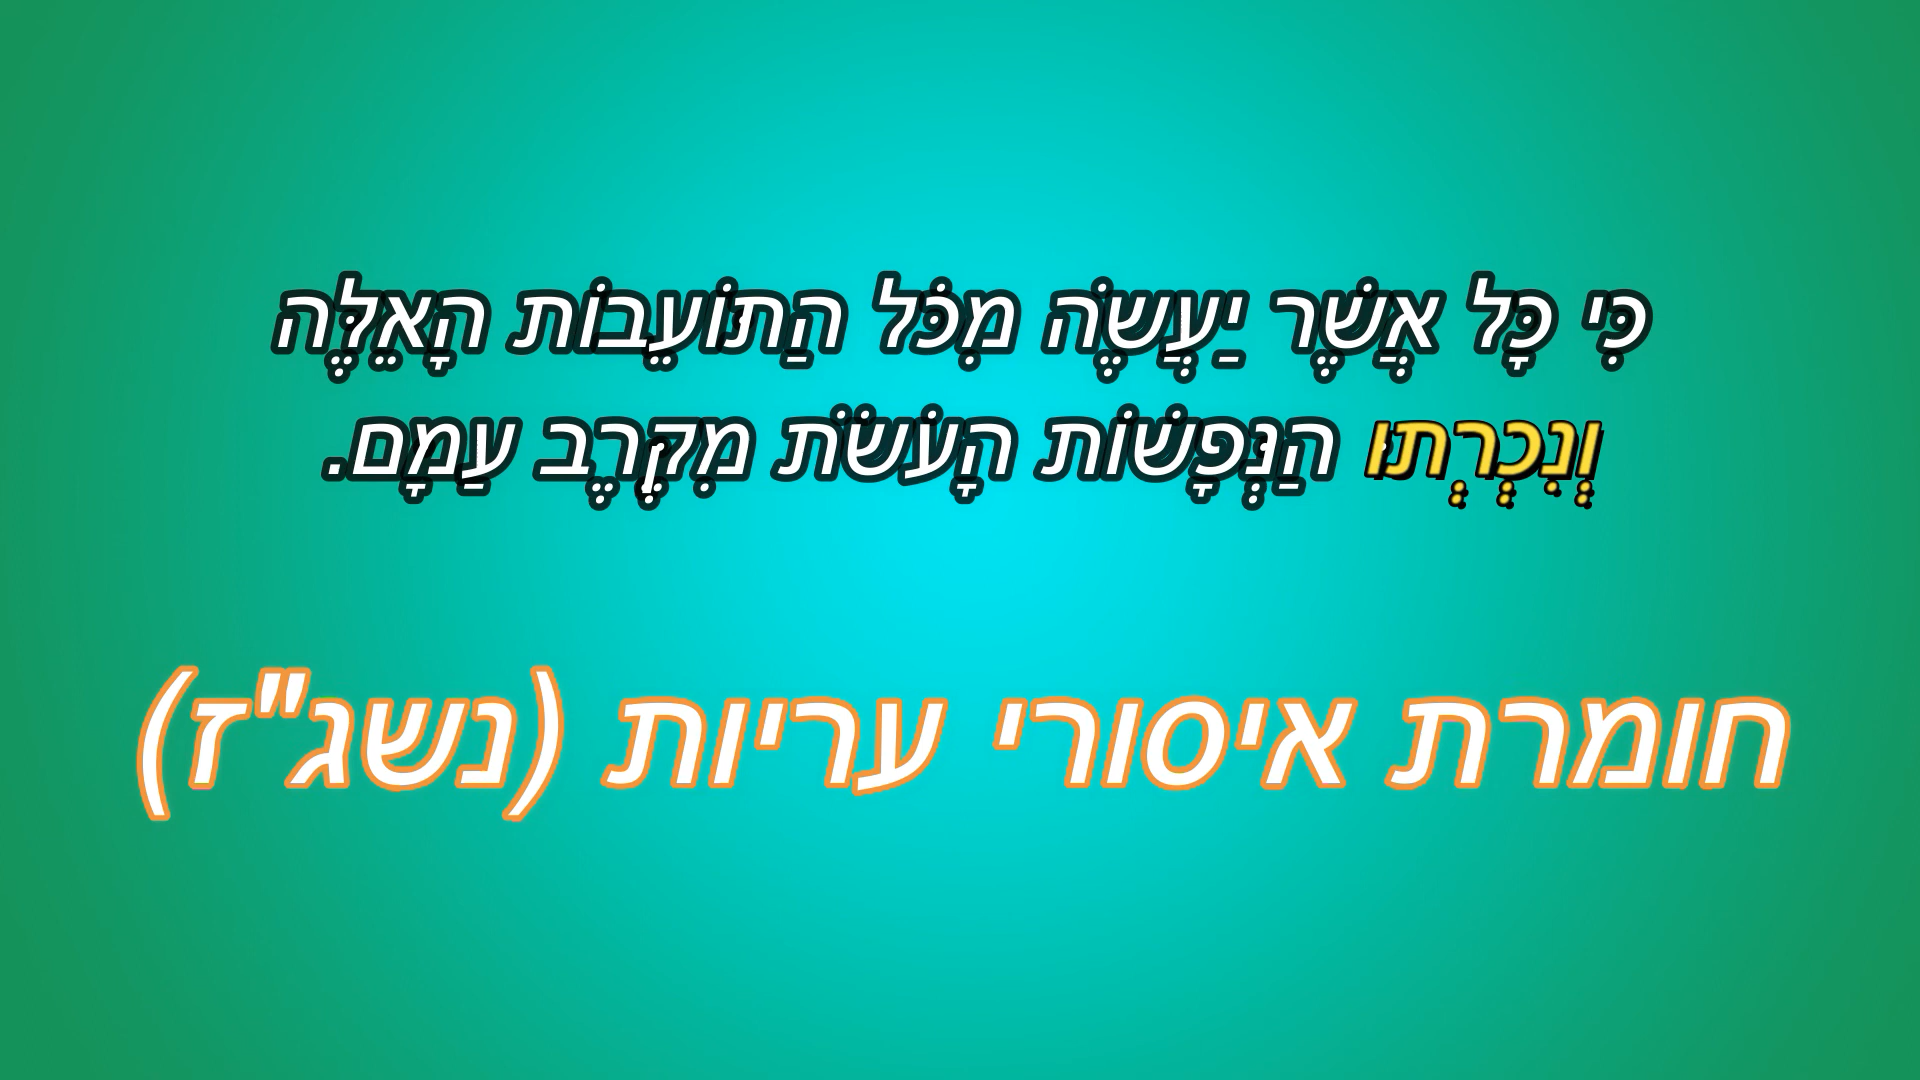 כִּי כָּל אֲשֶׁר יַעֲשֶׂה מִכֹּל הַתּוֹעֵבוֹת הָאֵלֶּה
וְנִכְרְתוּ הַנְּפָשׁוֹת הָעֹשֹׂת מִקֶּרֶב עַמָּם.
חומרת איסורי עריות (נשג"ז)